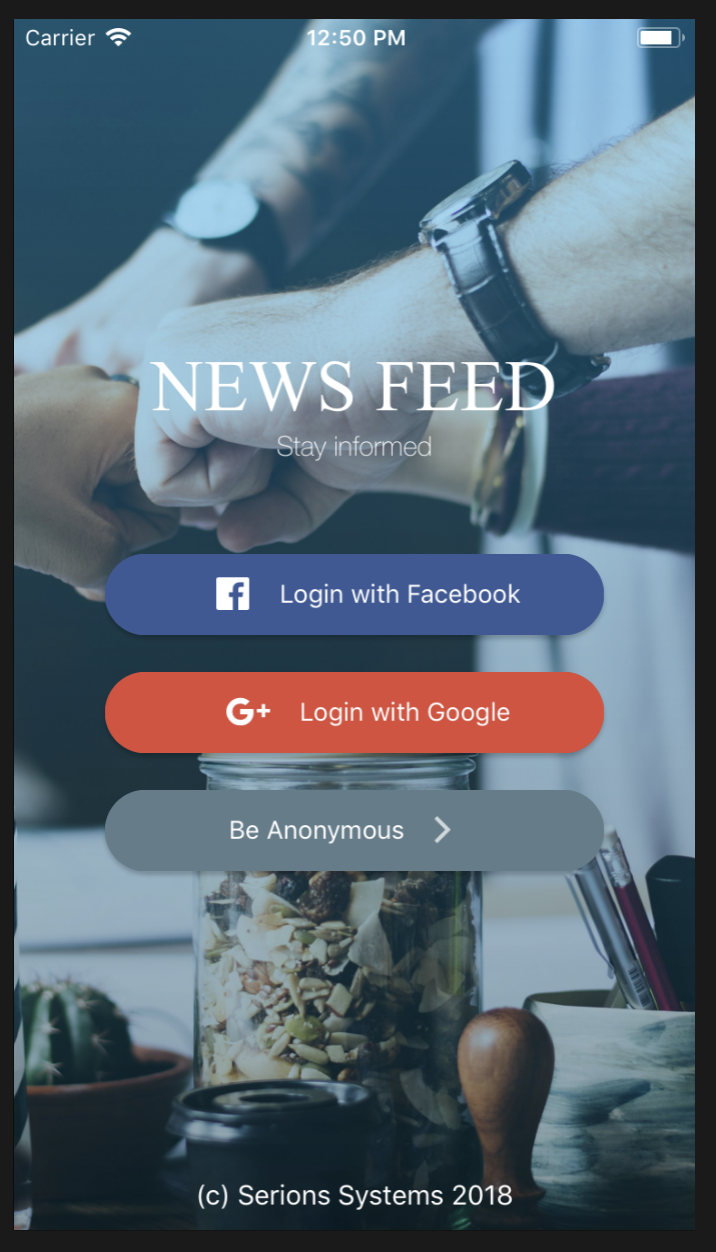 Carrier 12:50 PM
NEWS FEED
Stay informed
Login with Facebook
G+ Login with Google
Be Anonymous
(c) Serions Systems 2018